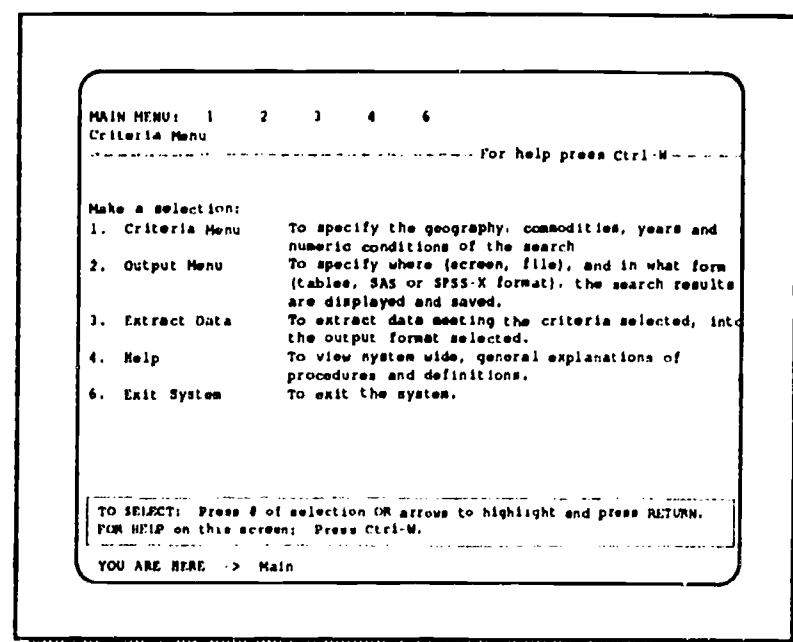 MAIN MENU: 1 2 3 4 6
Criteria Menu
For help press Ctrl-W
Make a selection:
1. Criteria Menu To specify the geography, commodities, years and
numeric conditions of the search
2. Output Menu To specify where (screen, file), and in what form
(tables, SAS or SPSS-X format), the search results
are displayed and saved.
3. Extract Data To extract data meeting the criteria selected, into
the output format selected.
4. Help To view system wide, general explanations of
procedures and definitions.
6. Exit System To exit the system.
TO SELECT: Press # of selection OR arrows to highlight and press RETURN.
FOR HELP on this screen: Press Ctrl-W.
YOU ARE HERE -> Main